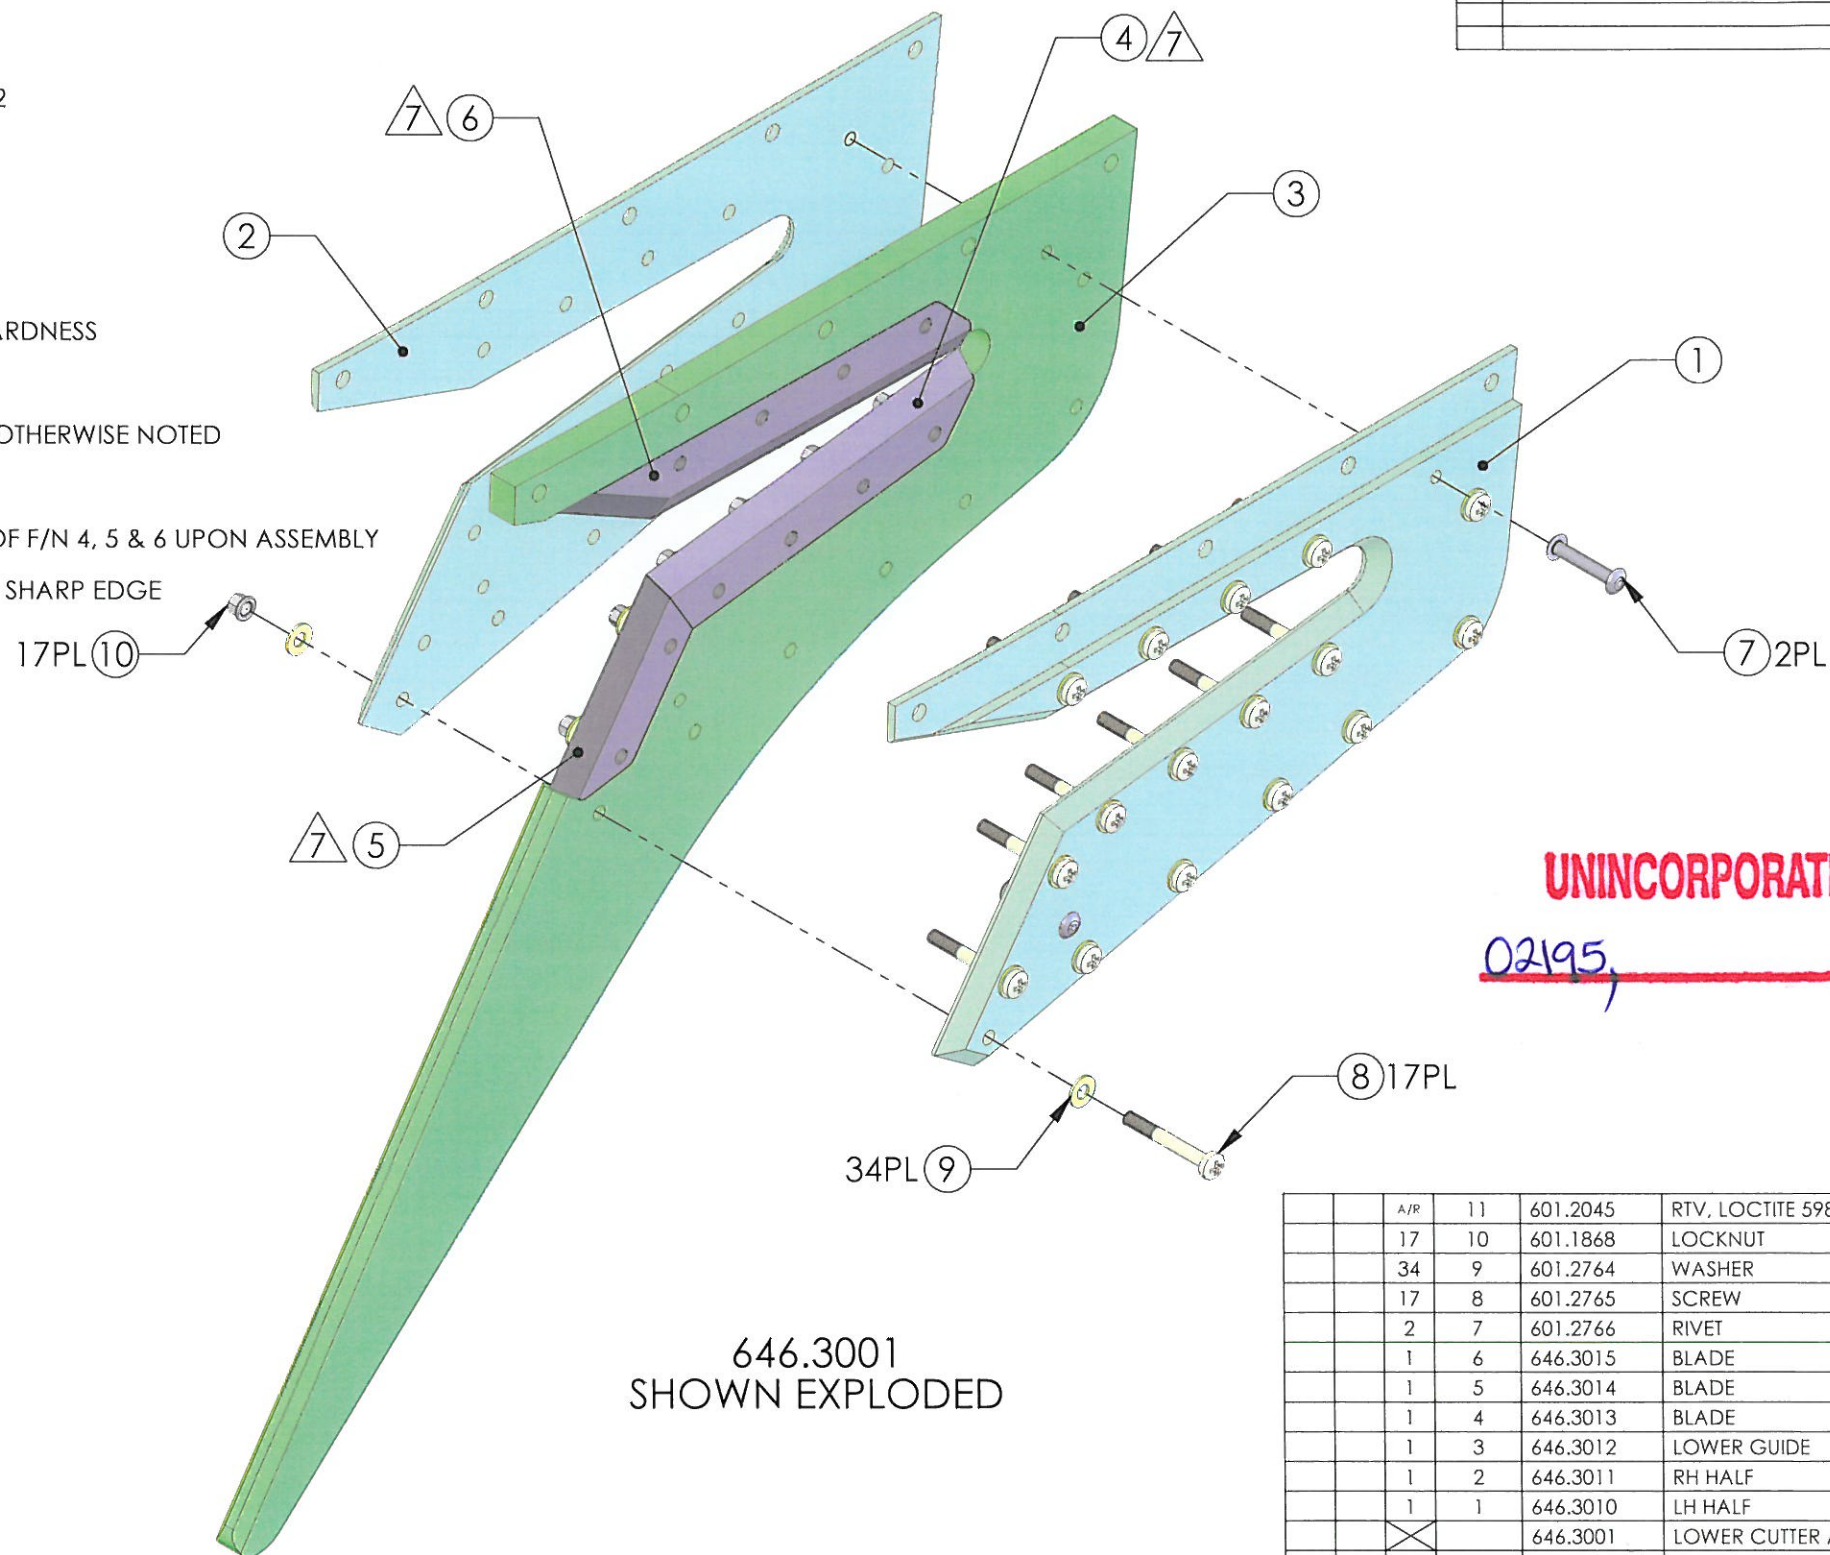 2
4 7
7 6
3
2
ARDNESS
1
OTHERWISE NOTED
OF F/N 4, 5 & 6 UPON ASSEMBLY
SHARP EDGE
17PL 10
7 2PL
7 5
UNINCORPORAT
02195,
8 17PL
34PL 9
646.3001
SHOWN EXPLODED
A/R 11 601.2045 RTV, LOCTITE 598
17 10 601.1868 LOCKNUT
34 9 601.2764 WASHER
17 8 601.2765 SCREW
2 7 601.2766 RIVET
1 6 646.3015 BLADE
1 5 646.3014 BLADE
1 4 646.3013 BLADE
1 3 646.3012 LOWER GUIDE
1 2 646.3011 RH HALF
1 1 646.3010 LH HALF
646.3001 LOWER CUTTER